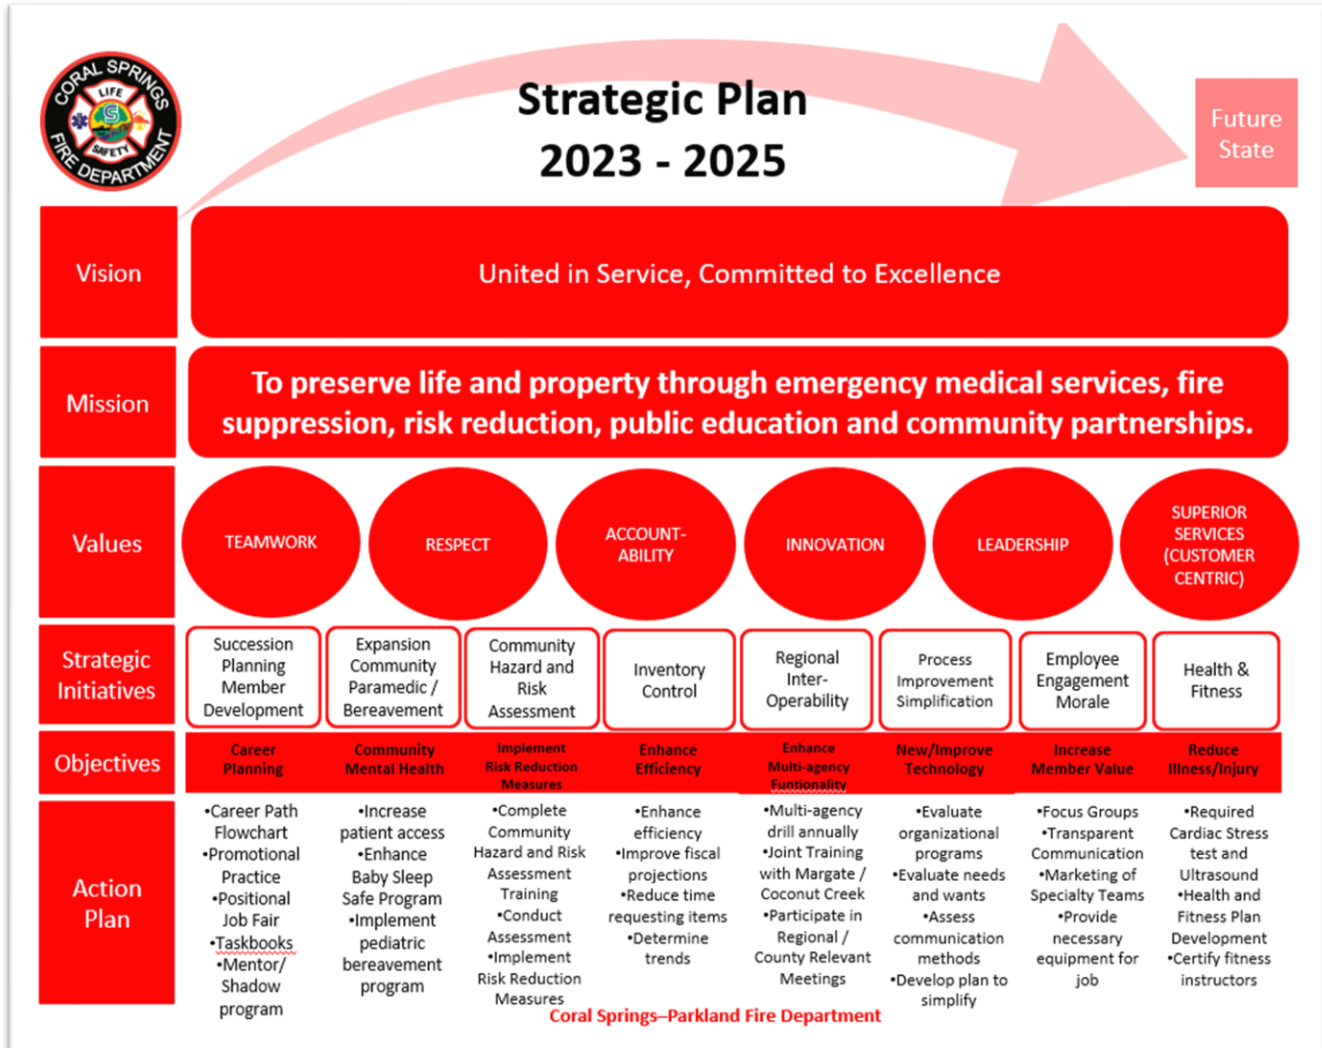 CORAL SPRINGS
LIFE
S
SAFETY
FIRE DEPARTMENT
Strategic Plan
2023 - 2025
Future
State
Vision
United in Service, Committed to Excellence
Mission
To preserve life and property through emergency medical services, fire
suppression, risk reduction, public education and community partnerships.
Values
TEAMWORK
RESPECT
ACCOUNT-
ABILITY
INNOVATION
LEADERSHIP
SUPERIOR
SERVICES
(CUSTOMER
CENTRIC)
Strategic
Initiatives
Succession
Planning
Member
Development
Expansion
Community
Paramedic /
Bereavement
Community
Hazard and
Risk
Assessment
Inventory
Control
Regional
Inter-
Operability
Process
Improvement
Simplification
Employee
Engagement
Morale
Health &
Fitness
Objectives
Career
Planning
Community
Mental Health
Implement
Risk Reduction
Measures
Enhance
Efficiency
Enhance
Multi-agency
Funtionality
New/Improve
Technology
Increase
Member Value
Reduce
Illness/Injury
Action
Plan
•Career Path
Flowchart
•Promotional
Practice
•Positional
Job Fair
•Taskbooks
•Mentor/
Shadow
program
•Increase
patient access
•Enhance
Baby Sleep
Safe Program
•Implement
pediatric
bereavement
program
•Complete
Community
Hazard and Risk
Assessment
Training
•Conduct
Assessment
•Implement
Risk Reduction
Measures
•Enhance
efficiency
•Improve fiscal
projections
•Reduce time
requesting items
•Determine
trends
•Multi-agency
drill annually
•Joint Training
with Margate /
Coconut Creek
•Participate in
Regional /
County Relevant
Meetings
•Evaluate
organizational
programs
•Evaluate needs
and wants
•Assess
communication
methods
•Develop plan to
simplify
•Focus Groups
•Transparent
Communication
•Marketing of
Specialty Teams
•Provide
necessary
equipment for
job
•Required
Cardiac Stress
test and
Ultrasound
•Health and
Fitness Plan
Development
•Certify fitness
instructors
Coral Springs–Parkland Fire Department